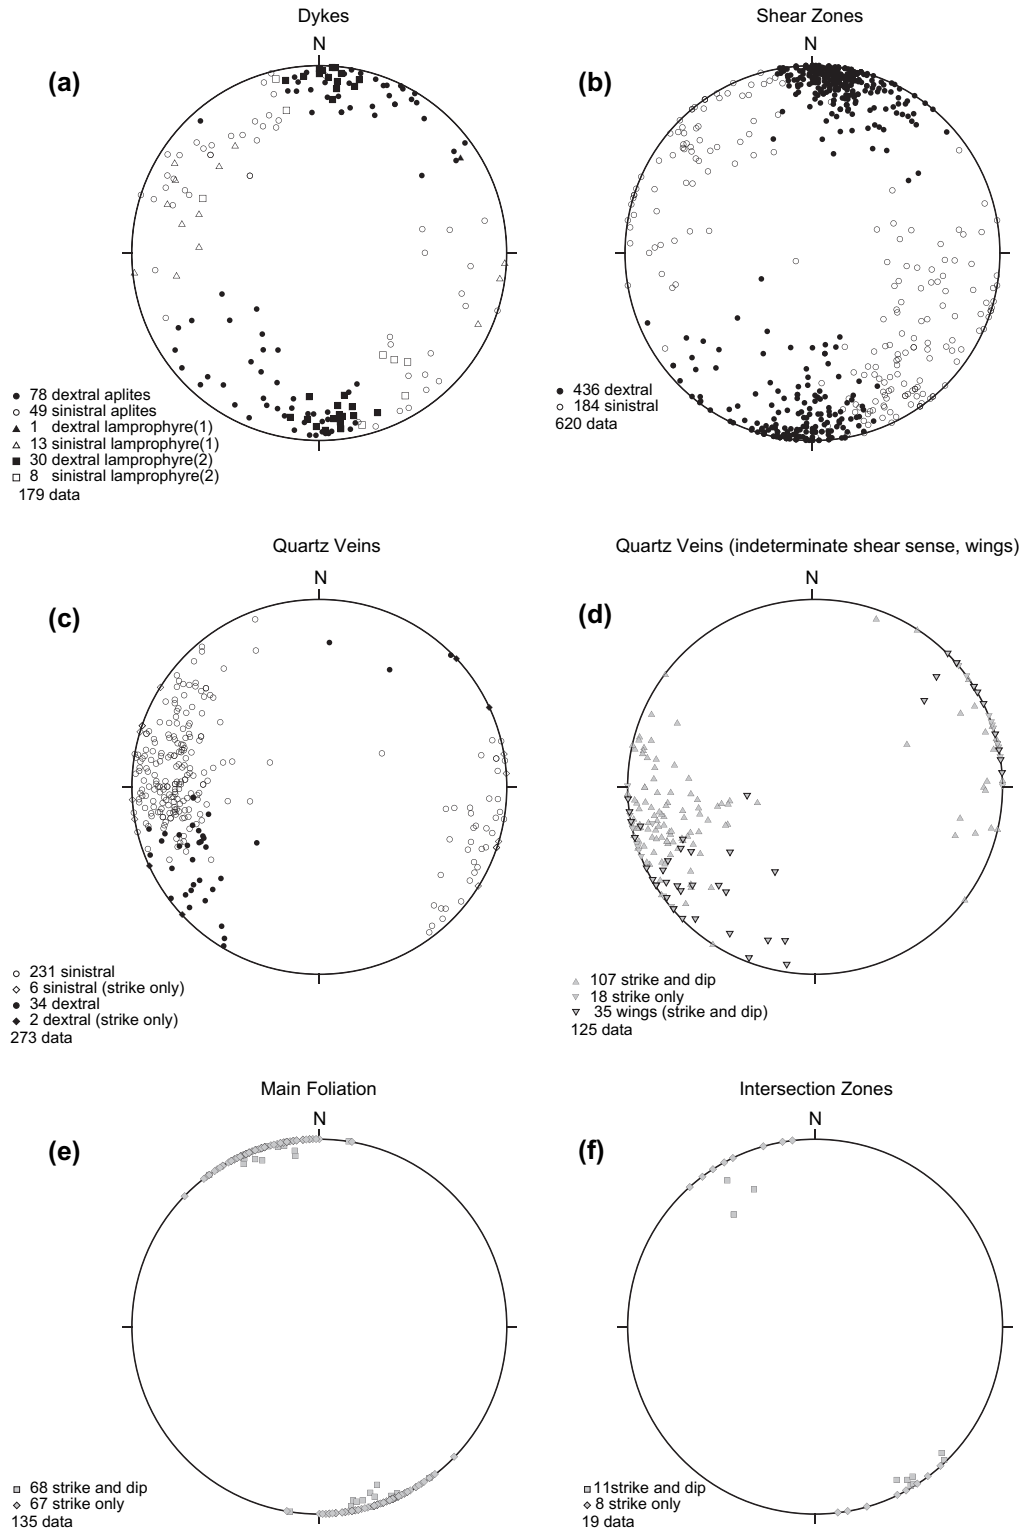 Dykes
N
(a)
78 dextral aplites
49 sinistral aplites
1 dextral lamprophyre(1)
13 sinistral lamprophyre(1)
30 dextral lamprophyre(2)
8 sinistral lamprophyre(2)
179 data
Shear Zones
N
(b)
436 dextral
184 sinistral
620 data
Quartz Veins
N
(c)
231 sinistral
6 sinistral (strike only)
34 dextral
2 dextral (strike only)
273 data
Quartz Veins (indeterminate shear sense, wings)
N
(d)
107 strike and dip
18 strike only
35 wings (strike and dip)
125 data
Main Foliation
N
(e)
68 strike and dip
67 strike only
135 data
Intersection Zones
N
(f)
11strike and dip
8 strike only
19 data